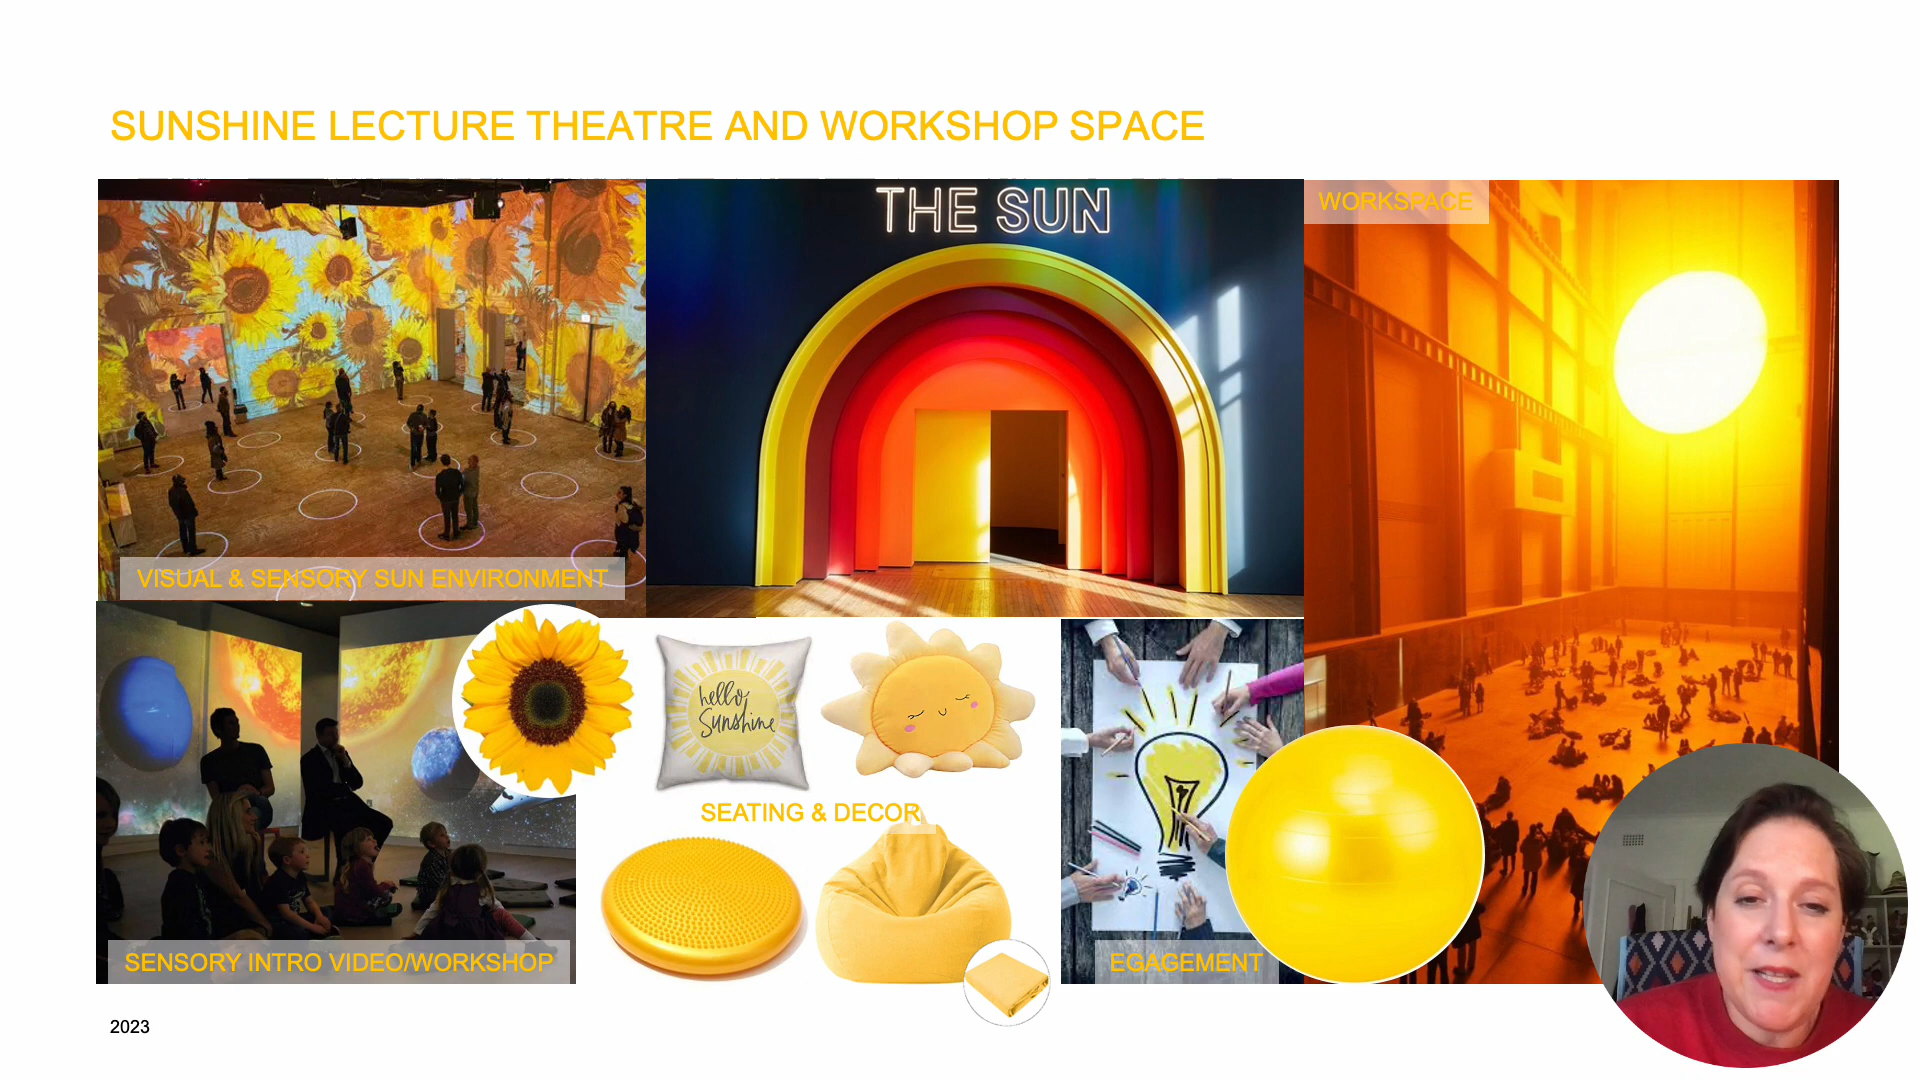 SUNSHINE LECTURE THEATRE AND WORKSHOP SPACE
THE SUN
WORKSPACE
VISUAL & SENSORY SUN ENVIRONMENT
hello
Sunshine
SEATING & DECOR
SENSORY INTRO VIDEO/WORKSHOP
EGAGEMENT
2023